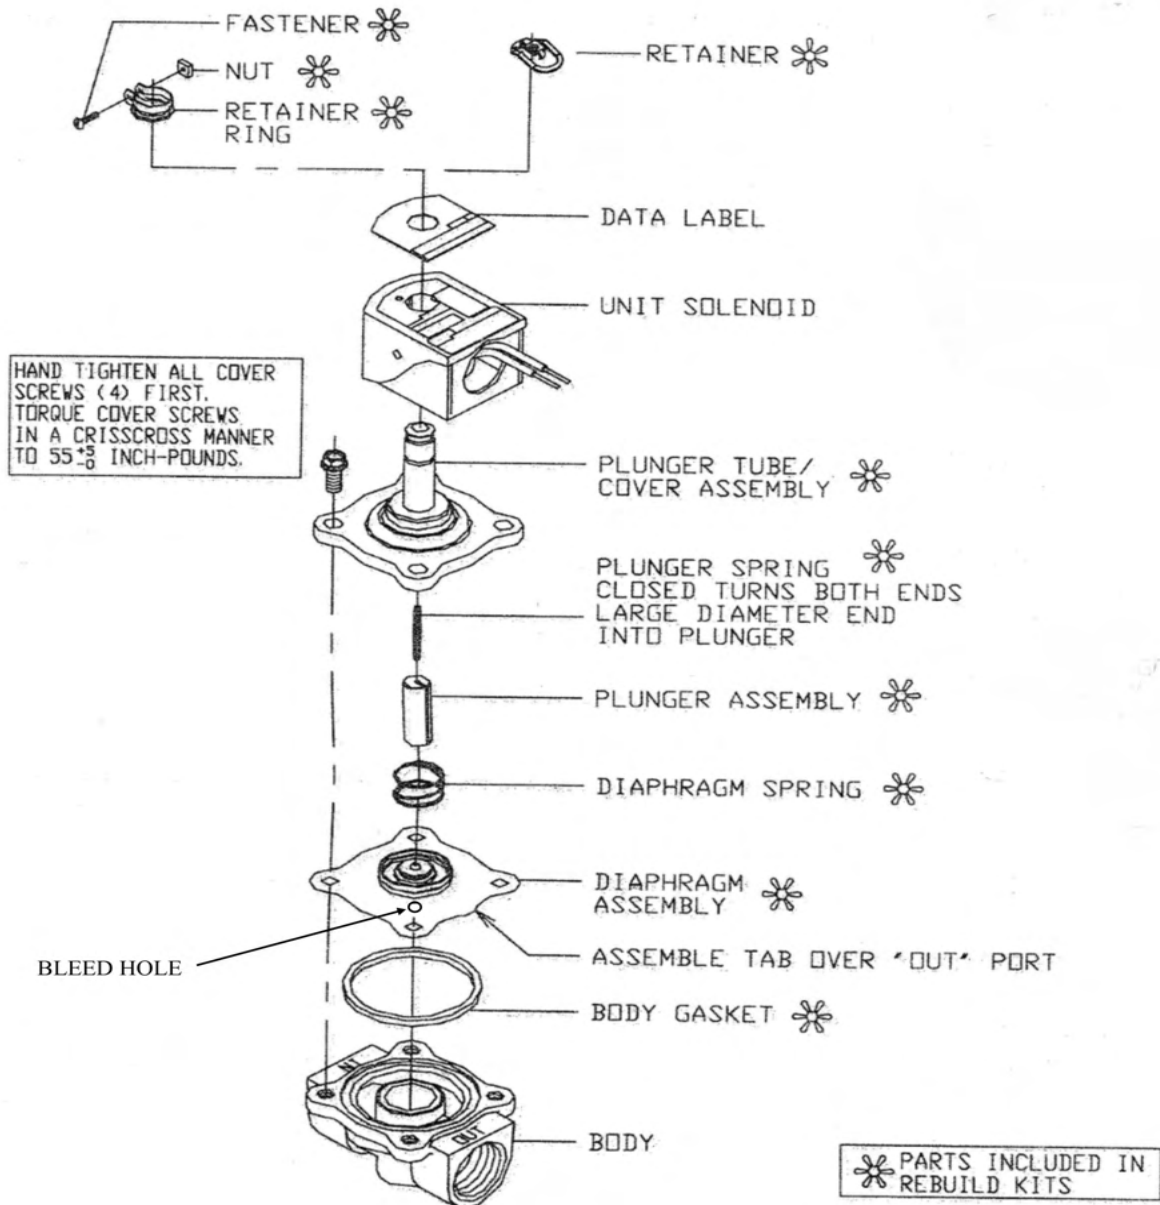 FASTENER
NUT
RETAINER
RING
RETAINER
DATA LABEL
UNIT SOLENOID
HAND TIGHTEN ALL COVER
SCREWS (4) FIRST.
TORQUE COVER SCREWS
IN A CRISSCROSS MANNER
TO 55 +5 -0 INCH-POUNDS.
PLUNGER TUBE/
COVER ASSEMBLY
PLUNGER SPRING
CLOSED TURNS BOTH ENDS
LARGE DIAMETER END
INTO PLUNGER
PLUNGER ASSEMBLY
DIAPHRAGM SPRING
DIAPHRAGM
ASSEMBLY
BLEED HOLE
ASSEMBLE TAB OVER "OUT" PORT
BODY GASKET
IN
OUT
BODY
PARTS INCLUDED IN
REBUILD KITS